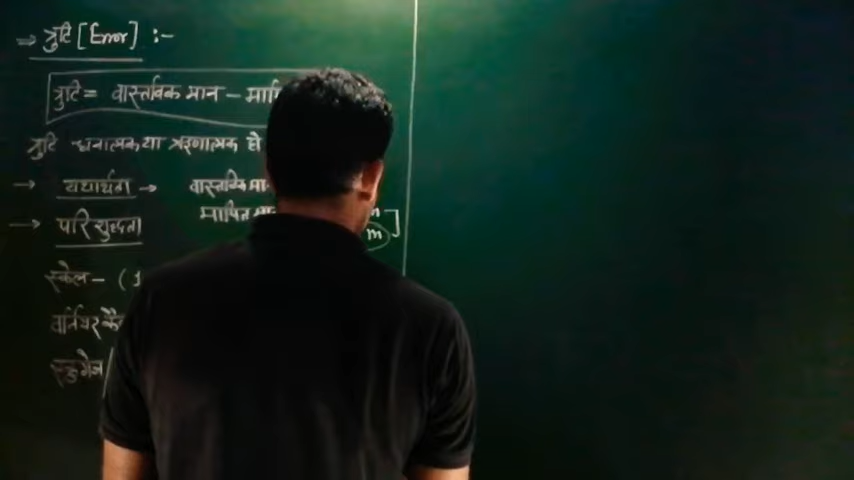 ⇒ त्रुटि [Error] :-
त्रुटि = वास्तविक मान - मापि
त्रुटि धनात्मक या ऋणात्मक हो
→ यथार्थता → वास्तविक मा
मापित मा
→ परिशुद्धता m
स्केल - (1
वर्नियर कै
स्क्रु गेज